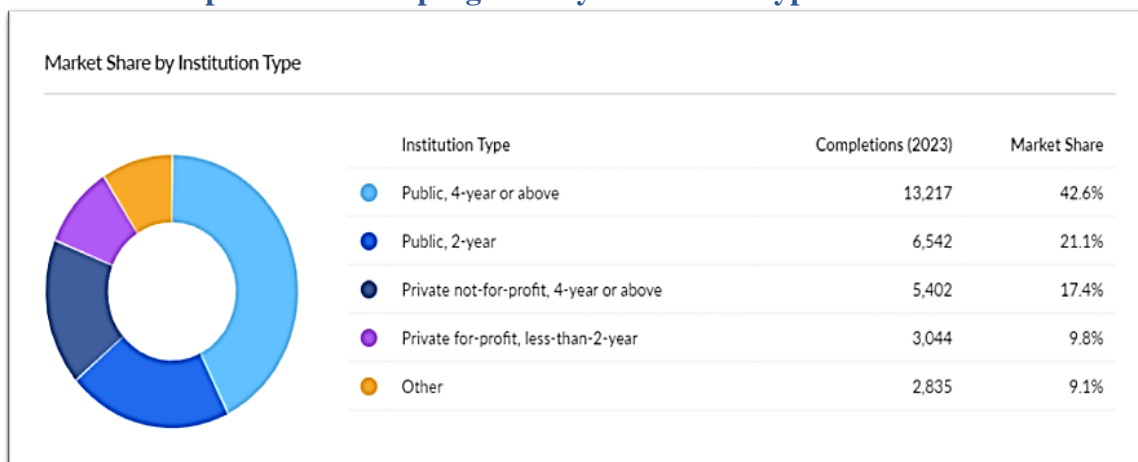 Market Share by Institution Type
Institution Type Completions (2023) Market Share
Public, 4-year or above 13,217 42.6%
Public, 2-year 6,542 21.1%
Private not-for-profit, 4-year or above 5,402 17.4%
Private for-profit, less-than-2-year 3,044 9.8%
Other 2,835 9.1%